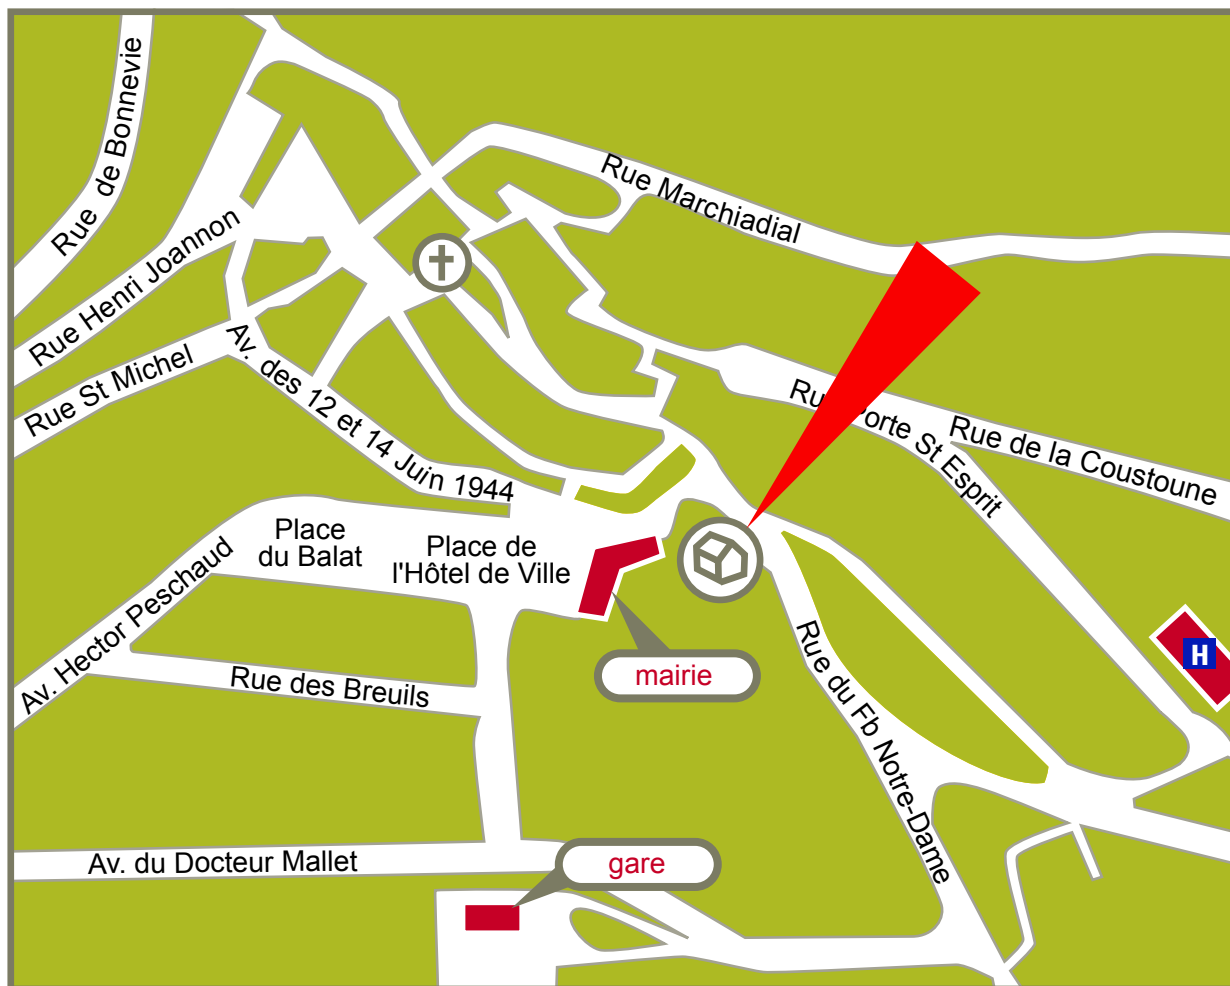 Rue de Bonnevie
Rue Marchiadial
Rue Henri Joannon
Rue St Michel
Av. des 12 et 14 Juin 1944
Rue Porte St Esprit
Rue de la Coustoune
Place
du Balat
Place de
l'Hôtel de Ville
Av. Hector Peschaud
Rue des Breuils
mairie
H
Rue du Fb Notre-Dame
Av. du Docteur Mallet
gare